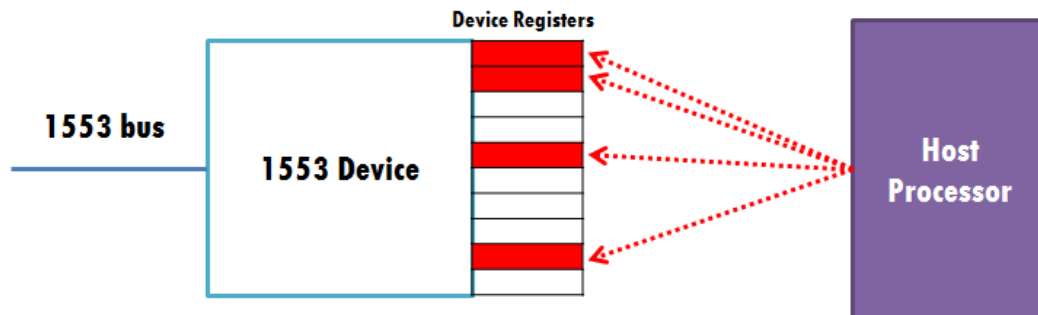 Device Registers
1553 bus
1553 Device
Host
Processor